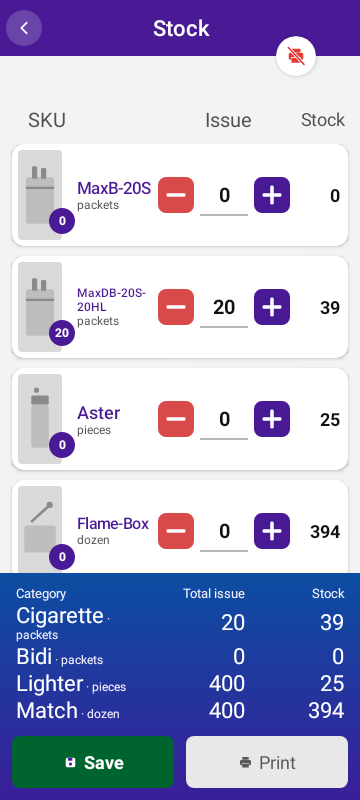 Stock
SKU Issue Stock
MaxB-20S
packets
0 0 0
MaxDB-20S-
20HL
packets
20 20 39
Aster
pieces
0 0 25
Flame-Box
dozen
0 0 394
Category Total issue Stock
Cigarette ·
packets
20 39
Bidi · packets 0 0
Lighter · pieces 400 25
Match · dozen 400 394
Save Print